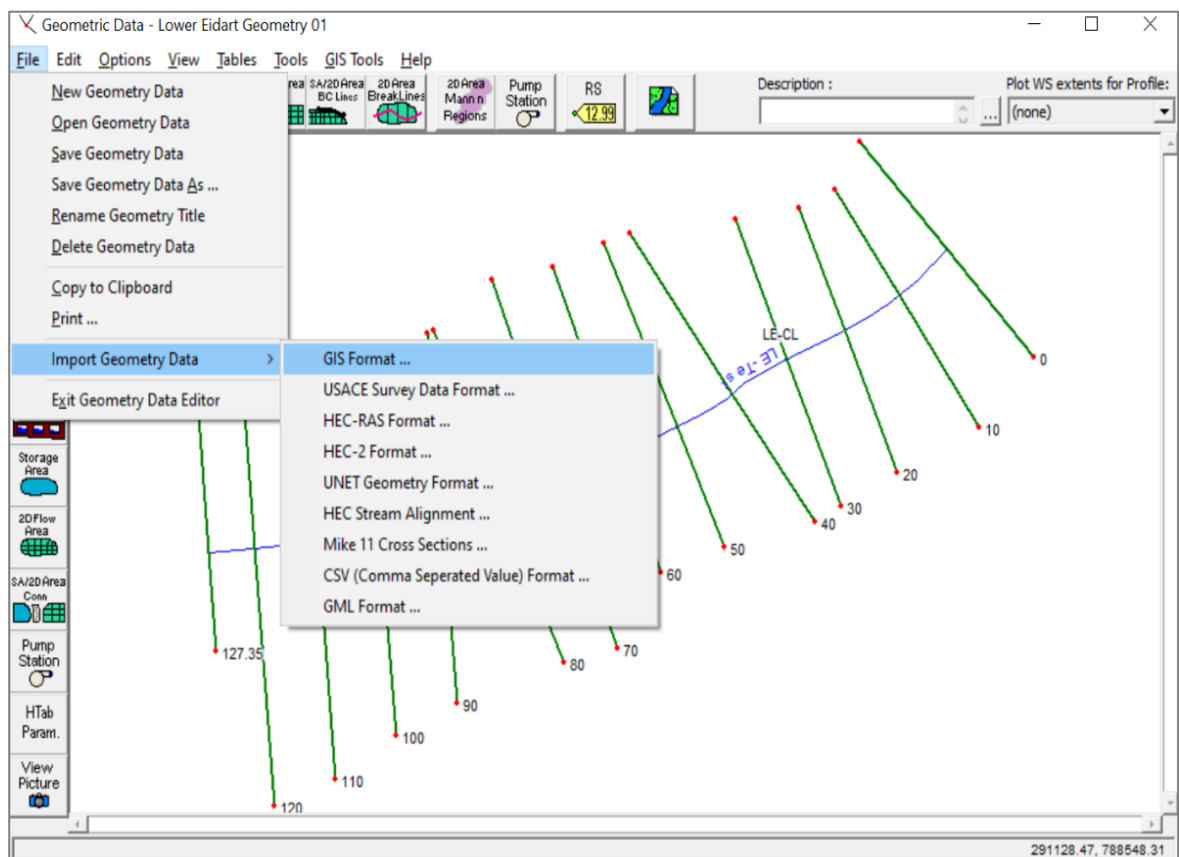 Geometric Data - Lower Eidart Geometry 01
File Edit Options View Tables Tools GIS Tools Help
New Geometry Data
Open Geometry Data
Save Geometry Data
Save Geometry Data As ...
Rename Geometry Title
Delete Geometry Data
Copy to Clipboard
Print ...
Import Geometry Data >
Exit Geometry Data Editor
GIS Format ...
USACE Survey Data Format ...
HEC-RAS Format ...
HEC-2 Format ...
UNET Geometry Format ...
HEC Stream Alignment ...
Mike 11 Cross Sections ...
CSV (Comma Seperated Value) Format ...
GML Format ...
SA/2D Area
BC Lines
2D Area
BreakLines
2D Area
Mann n
Regions
Pump
Station
RS
12.99
Description :
Plot WS extents for Profile:
...
(none)
Storage
Area
2D Flow
Area
SA/2D Area
Conn
Pump
Station
HTab
Param.
View
Picture
LE-CL
0
10
20
30
40
50
60
70
80
90
100
110
120
127.35
291128.47, 788548.31